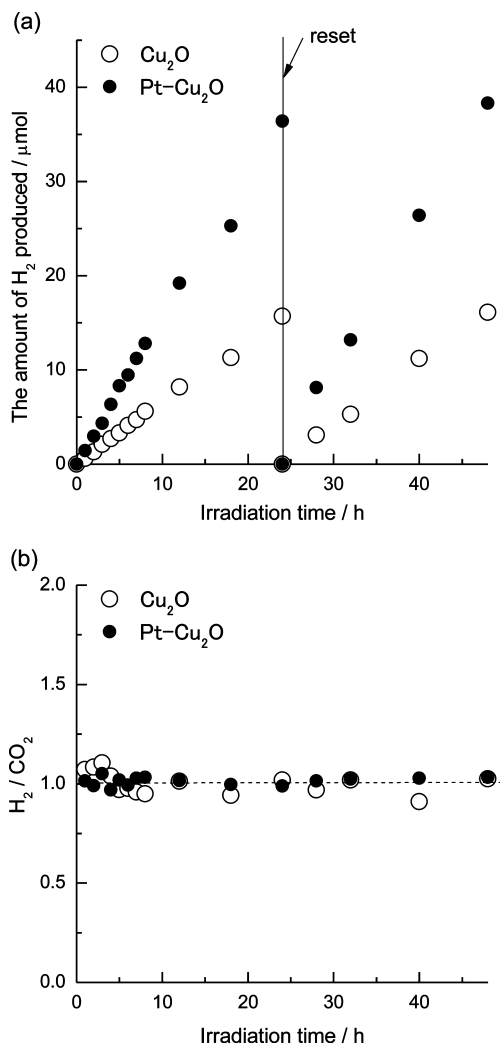 (a)
reset
Cu₂O
Pt−Cu₂O
The amount of H₂ produced / μmol
40
30
20
10
0
0 10 20 30 40
Irradiation time / h
(b)
Cu₂O
Pt−Cu₂O
H₂ / CO₂
2.0
1.5
1.0
0.5
0.0
0 10 20 30 40
Irradiation time / h